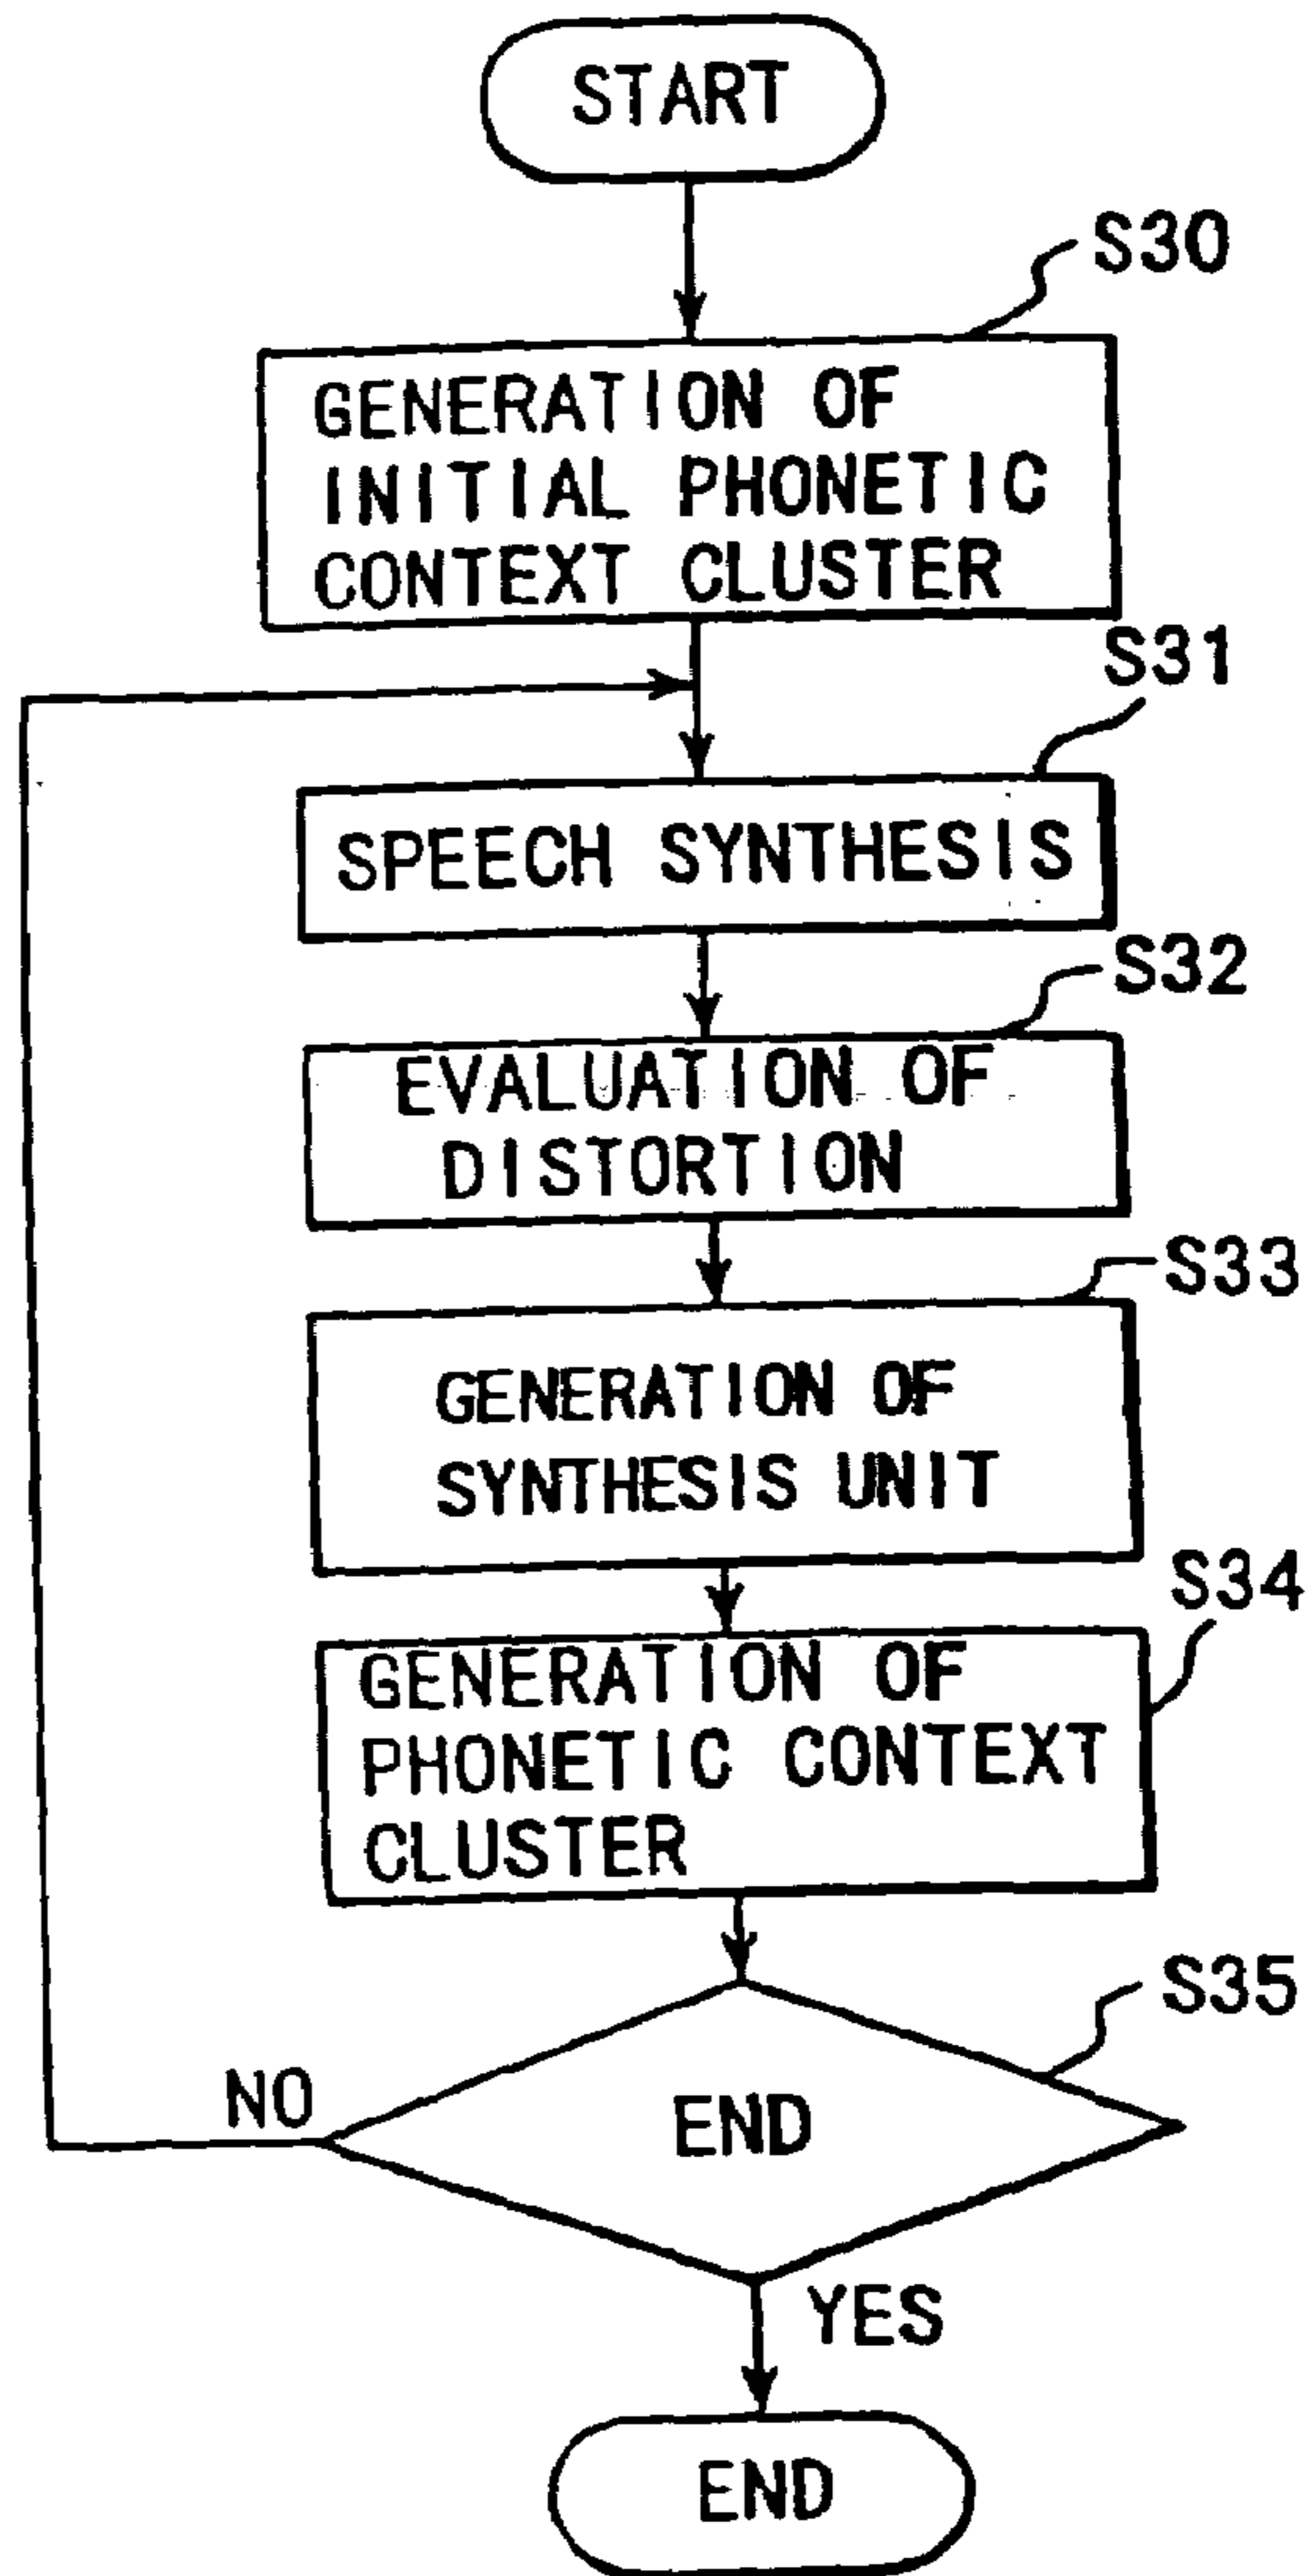 START
S30
GENERATION OF
INITIAL PHONETIC
CONTEXT CLUSTER
S31
SPEECH SYNTHESIS
S32
EVALUATION OF
DISTORTION
S33
GENERATION OF
SYNTHESIS UNIT
S34
GENERATION OF
PHONETIC CONTEXT
CLUSTER
S35
NO
END
YES
END